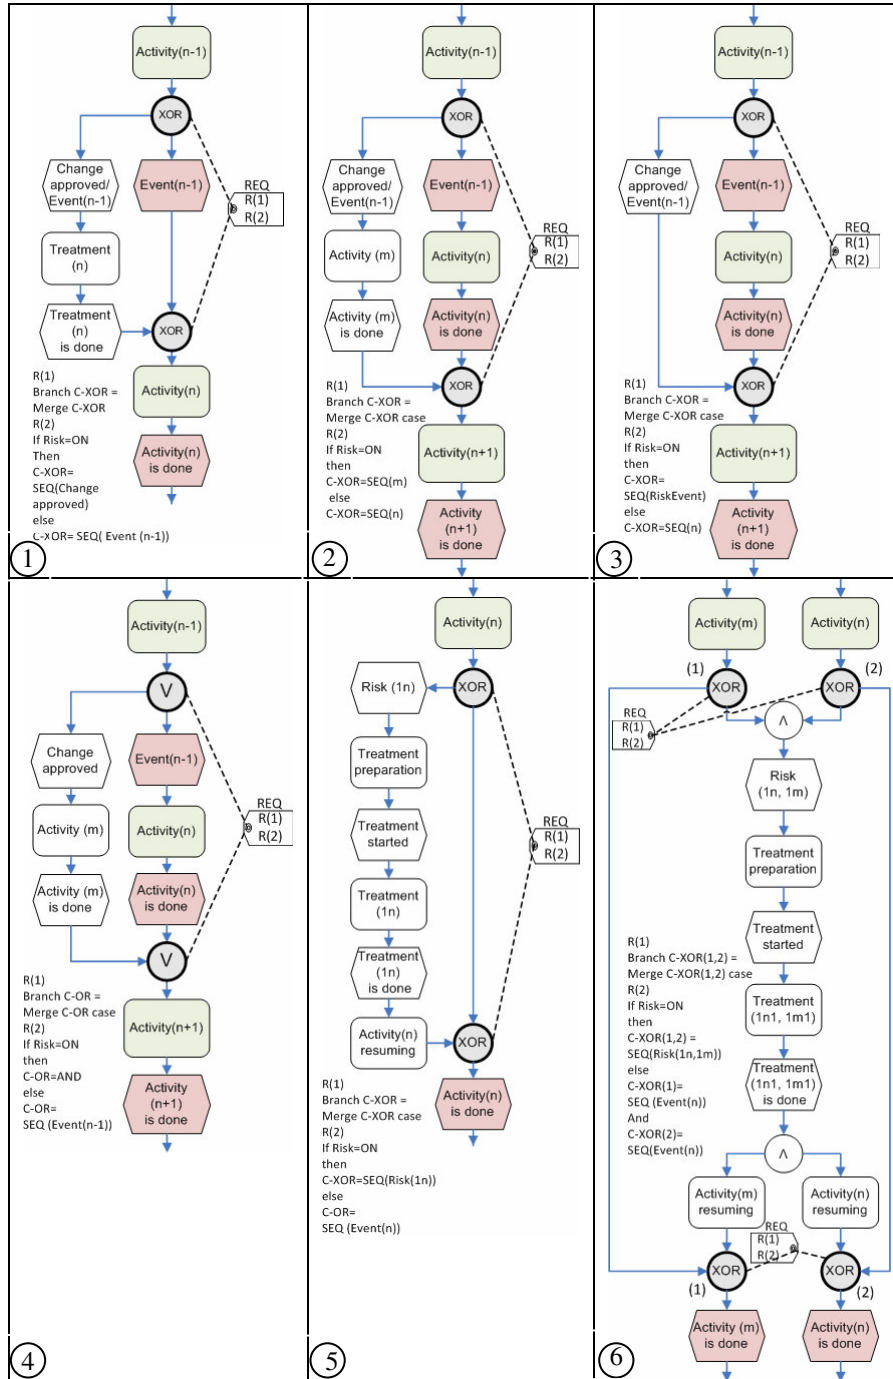 Activity(n-1)
XOR
Change
approved/
Event(n-1)
Event(n-1)
REQ
R(1)
R(2)
Treatment
(n)
Treatment
(n)
is done
XOR
R(1)
Branch C-XOR =
Merge C-XOR
R(2)
If Risk=ON
Then
C-XOR=
SEQ(Change
approved)
else
C-XOR= SEQ( Event (n-1))
Activity(n)
Activity(n)
is done
1
Activity(n-1)
XOR
Change
approved/
Event(n-1)
Event(n-1)
REQ
R(1)
R(2)
Activity (m)
Activity(n)
Activity (m)
is done
Activity(n)
is done
XOR
R(1)
Branch C-XOR =
Merge C-XOR case
R(2)
If Risk=ON
then
C-XOR=SEQ(m)
else
C-XOR=SEQ(n)
Activity(n+1)
Activity
(n+1)
is done
2
Activity(n-1)
XOR
Change
approved/
Event(n-1)
Event(n-1)
REQ
R(1)
R(2)
Activity(n)
Activity(n)
is done
XOR
R(1)
Branch C-XOR =
Merge C-XOR case
R(2)
If Risk=ON
then
C-XOR=
SEQ(RiskEvent)
else
C-XOR=SEQ(n)
Activity(n+1)
Activity
(n+1)
is done
3
Activity(n-1)
V
Change
approved
Event(n-1)
REQ
R(1)
R(2)
Activity (m)
Activity(n)
Activity (m)
is done
Activity(n)
is done
V
R(1)
Branch C-OR =
Merge C-OR case
R(2)
If Risk=ON
then
C-OR=AND
else
C-OR=
SEQ (Event(n-1))
Activity(n+1)
Activity
(n+1)
is done
4
Activity(n)
Risk (1n)
XOR
Treatment
preparation
Treatment
started
REQ
R(1)
R(2)
Treatment
(1n)
Treatment
(1n)
is done
Activity(n)
resuming
XOR
R(1)
Branch C-XOR =
Merge C-XOR case
R(2)
If Risk=ON
then
C-XOR=SEQ(Risk(1n))
else
C-OR=
SEQ (Event(n))
Activity(n)
is done
5
Activity(m)
Activity(n)
(1)
XOR
XOR
(2)
REQ
R(1)
R(2)
Λ
Risk
(1n, 1m)
Treatment
preparation
Treatment
started
R(1)
Branch C-XOR(1,2) =
Merge C-XOR(1,2) case
R(2)
If Risk=ON
then
C-XOR(1,2) =
SEQ(Risk(1n,1m))
else
C-XOR(1)=
SEQ (Event(n))
And
C-XOR(2)=
SEQ(Event(n))
Treatment
(1n1, 1m1)
Treatment
(1n1, 1m1)
is done
Λ
Activity(m)
resuming
Activity(n)
resuming
REQ
R(1)
R(2)
XOR
XOR
(1)
(2)
Activity (m)
is done
Activity(n)
is done
6